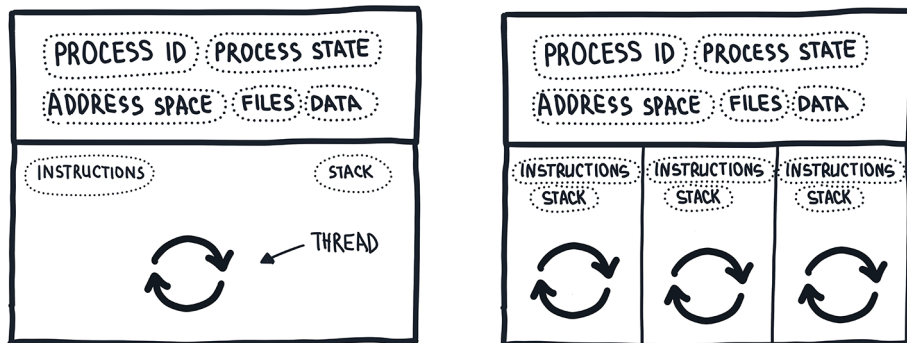 PROCESS ID PROCESS STATE
ADDRESS SPACE FILES DATA
INSTRUCTIONS STACK
THREAD
PROCESS ID PROCESS STATE
ADDRESS SPACE FILES DATA
INSTRUCTIONS INSTRUCTIONS INSTRUCTIONS
STACK STACK STACK